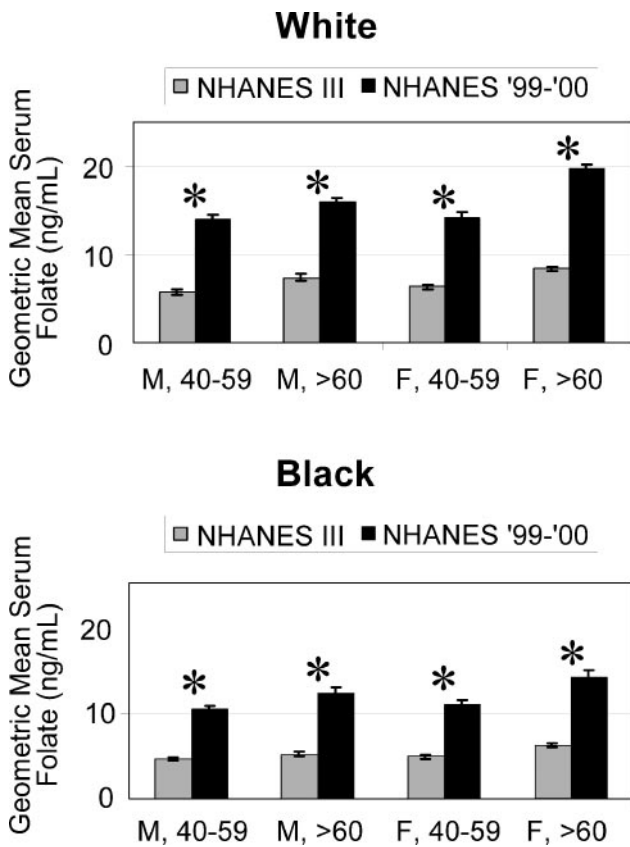 White
NHANES III NHANES '99-'00
Geometric Mean Serum
Folate (ng/mL)
20
10
0
* * * *
M, 40-59 M, >60 F, 40-59 F, >60
Black
NHANES III NHANES '99-'00
Geometric Mean Serum
Folate (ng/mL)
20
10
0
* * * *
M, 40-59 M, >60 F, 40-59 F, >60